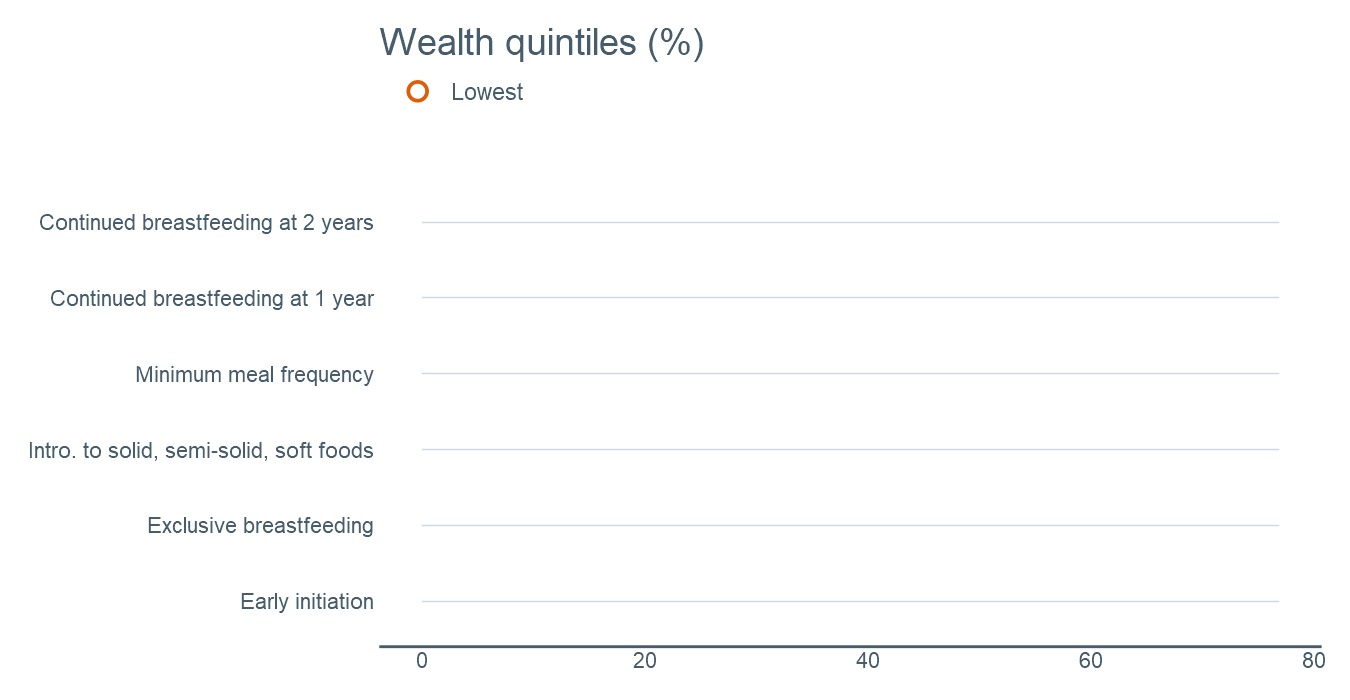 Wealth quintiles (%)
Lowest
Continued breastfeeding at 2 years
Continued breastfeeding at 1 year
Minimum meal frequency
Intro. to solid, semi-solid, soft foods
Exclusive breastfeeding
Early initiation
0 20 40 60 80